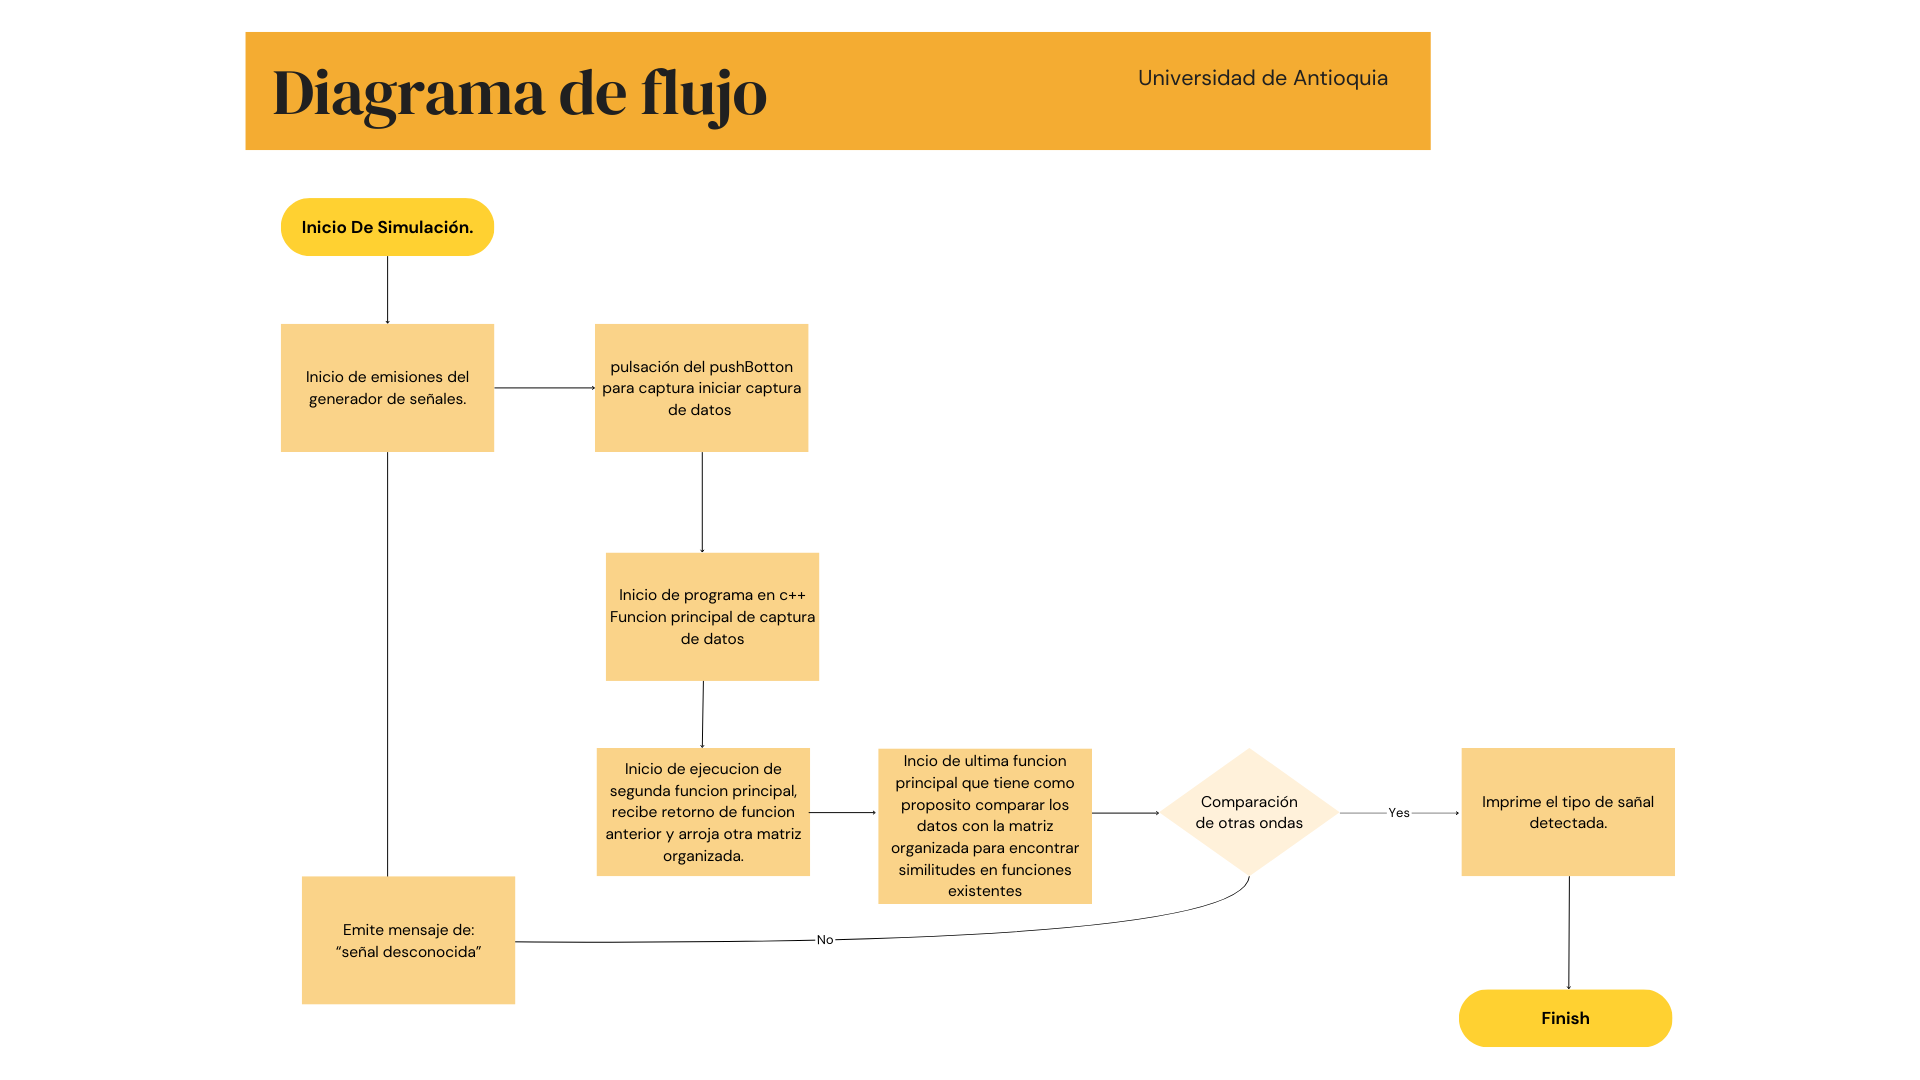 Diagrama de flujo
Universidad de Antioquia
Inicio De Simulación.
Inicio de emisiones del
generador de señales.
pulsación del pushBotton
para captura iniciar captura
de datos
Inicio de programa en c++
Funcion principal de captura
de datos
Inicio de ejecucion de
segunda funcion principal,
recibe retorno de funcion
anterior y arroja otra matriz
organizada.
Incio de ultima funcion
principal que tiene como
proposito comparar los
datos con la matriz
organizada para encontrar
similitudes en funciones
existentes
Comparación
de otras ondas
Yes
Imprime el tipo de sañal
detectada.
No
Emite mensaje de:
“señal desconocida”
Finish